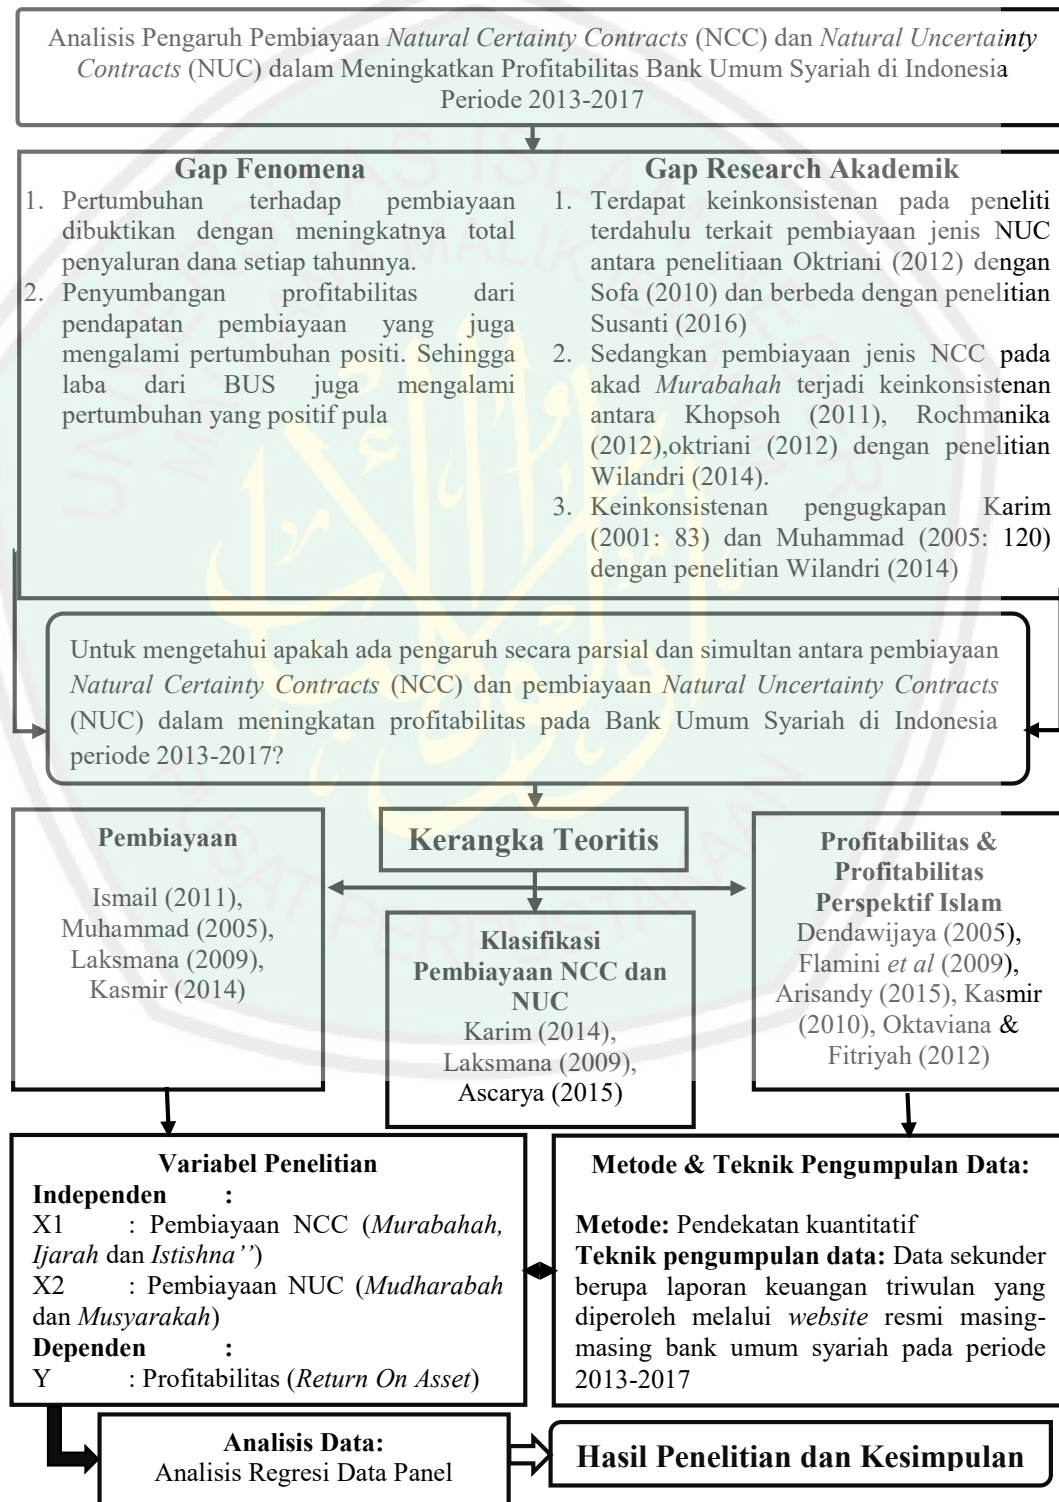 Analisis Pengaruh Pembiayaan Natural Certainty Contracts (NCC) dan Natural Uncertainty
Contracts (NUC) dalam Meningkatkan Profitabilitas Bank Umum Syariah di Indonesia
Periode 2013-2017
Gap Fenomena
1. Pertumbuhan terhadap pembiayaan
dibuktikan dengan meningkatnya total
penyaluran dana setiap tahunnya.
2. Penyumbangan profitabilitas dari
pendapatan pembiayaan yang juga
mengalami pertumbuhan positi. Sehingga
laba dari BUS juga mengalami
pertumbuhan yang positif pula
Gap Research Akademik
1. Terdapat keinkonsistenan pada peneliti
terdahulu terkait pembiayaan jenis NUC
antara penelitiaan Oktriani (2012) dengan
Sofa (2010) dan berbeda dengan penelitian
Susanti (2016)
2. Sedangkan pembiayaan jenis NCC pada
akad Murabahah terjadi keinkonsistenan
antara Khopsoh (2011), Rochmanika
(2012),oktriani (2012) dengan penelitian
Wilandri (2014).
3. Keinkonsistenan pengugkapan Karim
(2001: 83) dan Muhammad (2005: 120)
dengan penelitian Wilandri (2014)
Untuk mengetahui apakah ada pengaruh secara parsial dan simultan antara pembiayaan
Natural Certainty Contracts (NCC) dan pembiayaan Natural Uncertainty Contracts
(NUC) dalam meningkatan profitabilitas pada Bank Umum Syariah di Indonesia
periode 2013-2017?
Kerangka Teoritis
Pembiayaan
Ismail (2011),
Muhammad (2005),
Laksmana (2009),
Kasmir (2014)
Klasifikasi
Pembiayaan NCC dan
NUC
Karim (2014),
Laksmana (2009),
Ascarya (2015)
Profitabilitas &
Profitabilitas
Perspektif Islam
Dendawijaya (2005),
Flamini et al (2009),
Arisandy (2015), Kasmir
(2010), Oktaviana &
Fitriyah (2012)
Variabel Penelitian
Independen :
X1 : Pembiayaan NCC (Murabahah,
Ijarah dan Istishna’’)
X2 : Pembiayaan NUC (Mudharabah
dan Musyarakah)
Dependen :
Y : Profitabilitas (Return On Asset)
Metode & Teknik Pengumpulan Data:
Metode: Pendekatan kuantitatif
Teknik pengumpulan data: Data sekunder
berupa laporan keuangan triwulan yang
diperoleh melalui website resmi masing-
masing bank umum syariah pada periode
2013-2017
Analisis Data:
Analisis Regresi Data Panel
Hasil Penelitian dan Kesimpulan
PUSAT PERPUSTAKAAN